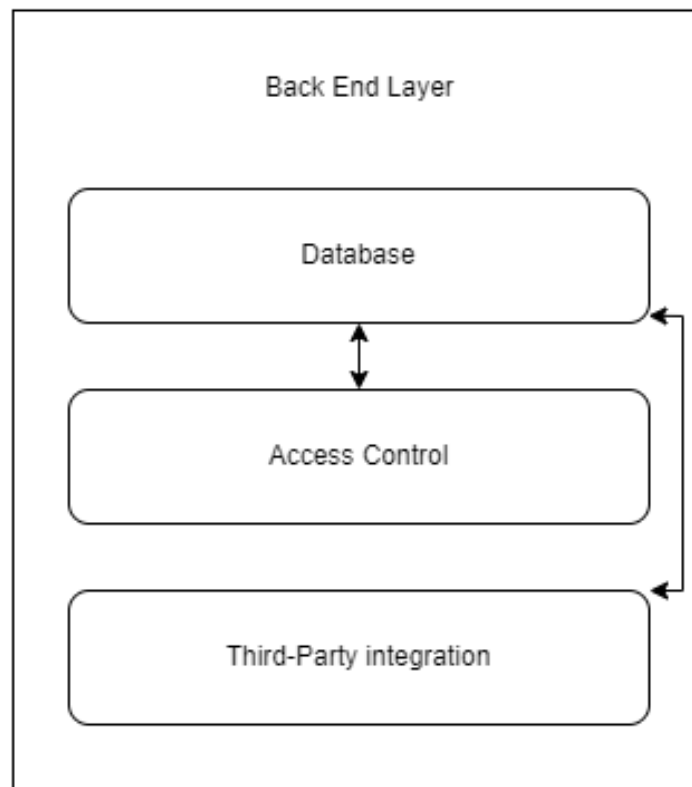 Back End Layer
Database
Access Control
Third-Party integration